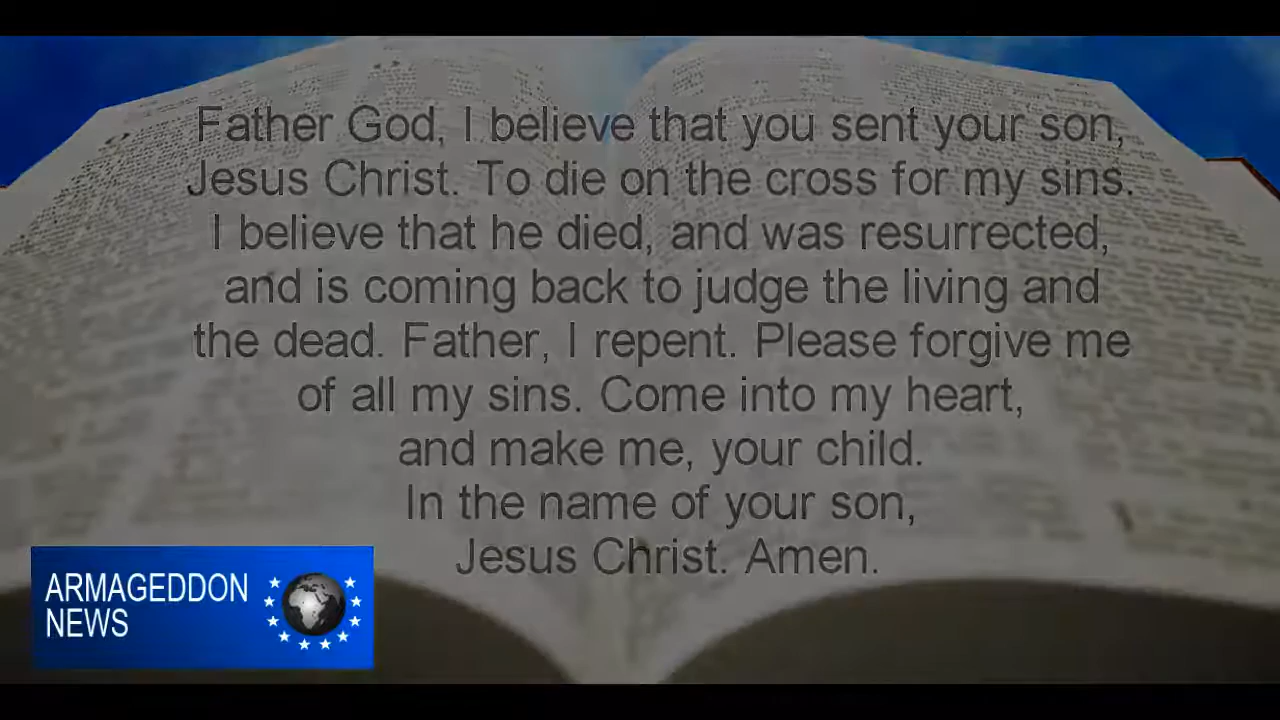 Father God, I believe that you sent your son,
Jesus Christ. To die on the cross for my sins.
I believe that he died, and was resurrected,
and is coming back to judge the living and
the dead. Father, I repent. Please forgive me
of all my sins. Come into my heart,
and make me, your child.
In the name of your son,
Jesus Christ. Amen.
ARMAGEDDON
NEWS